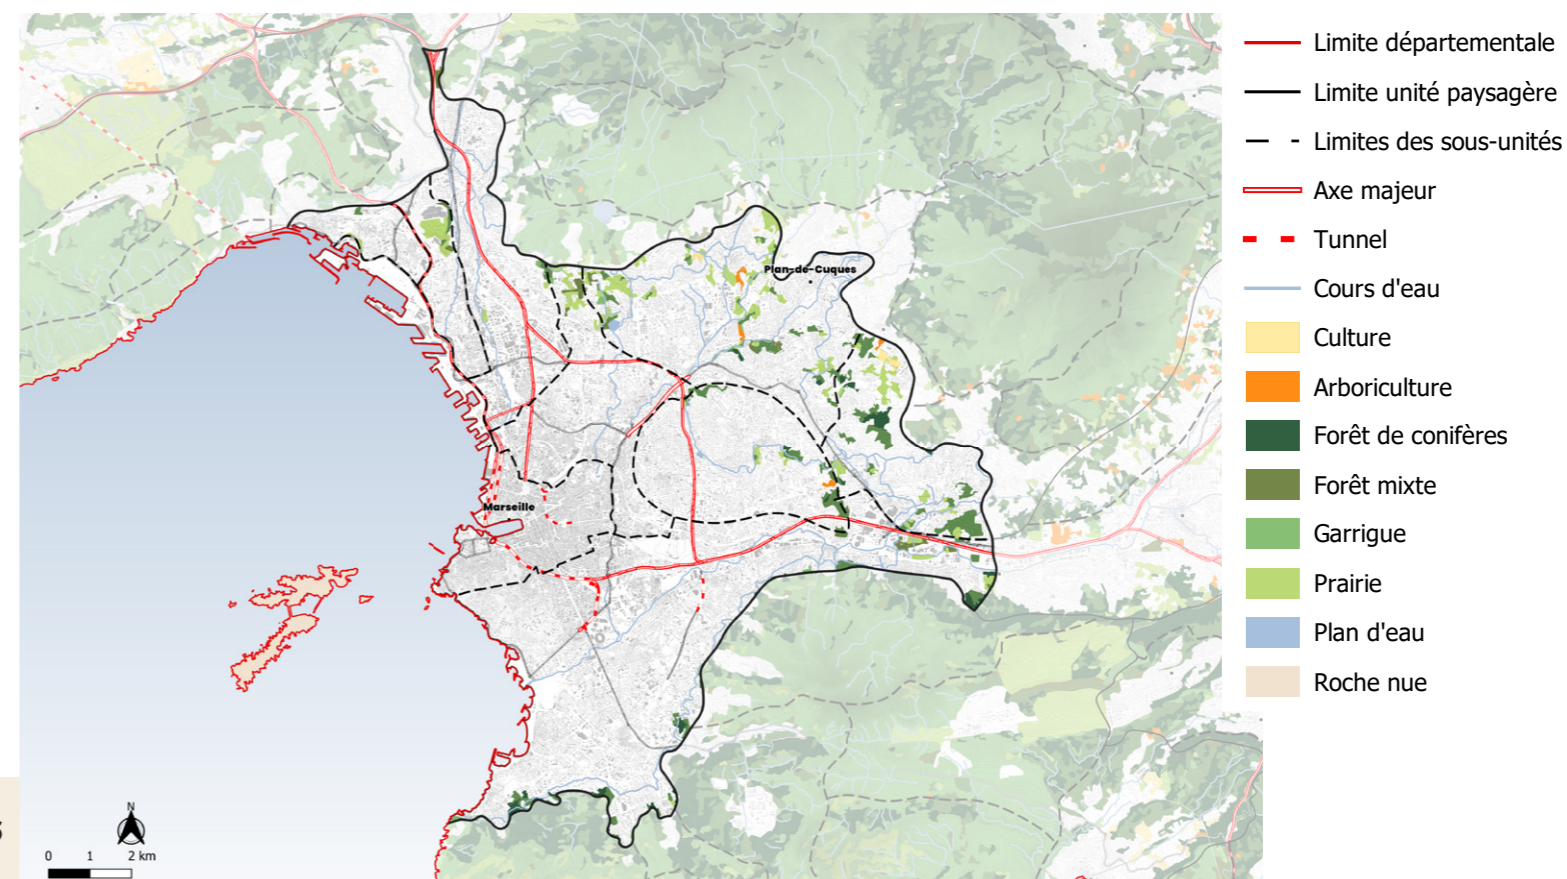 Limite départementale
Limite unité paysagère
Limites des sous-unités
Axe majeur
Tunnel
Cours d'eau
Culture
Arboriculture
Forêt de conifères
Forêt mixte
Garrigue
Prairie
Plan d'eau
Roche nue
Plan-de-Cuques
Marseille
N
0 1 2 km
s